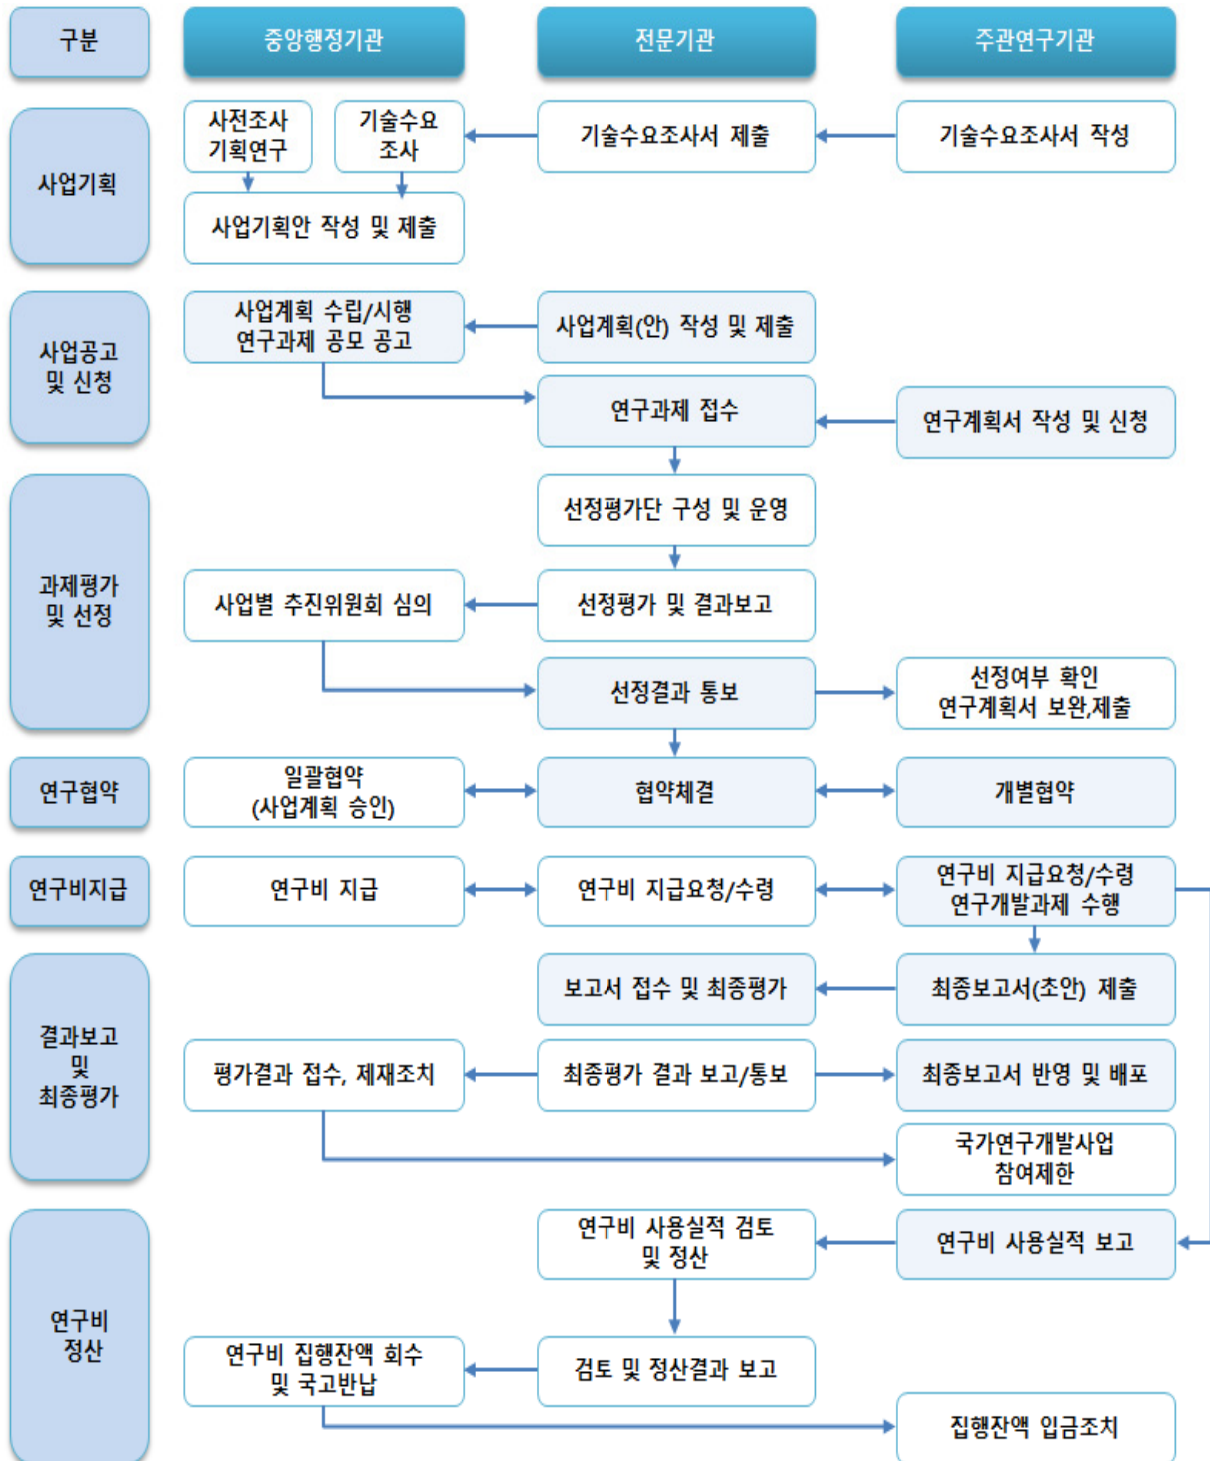 구분
중앙행정기관
전문기관
주관연구기관
사업기획
사전조사
기획연구
기술수요
조사
기술수요조사서 제출
기술수요조사서 작성
사업기획안 작성 및 제출
사업공고
및 신청
사업계획 수립/시행
연구과제 공모 공고
사업계획(안) 작성 및 제출
연구과제 접수
연구계획서 작성 및 신청
과제평가
및 선정
선정평가단 구성 및 운영
사업별 추진위원회 심의
선정평가 및 결과보고
선정결과 통보
선정여부 확인
연구계획서 보완,제출
연구협약
일괄협약
(사업계획 승인)
협약체결
개별협약
연구비지급
연구비 지급
연구비 지급요청/수령
연구비 지급요청/수령
연구개발과제 수행
결과보고
및
최종평가
보고서 접수 및 최종평가
최종보고서(초안) 제출
평가결과 접수, 제재조치
최종평가 결과 보고/통보
최종보고서 반영 및 배포
국가연구개발사업
참여제한
연구비
정산
연구비 사용실적 검토
및 정산
연구비 사용실적 보고
연구비 집행잔액 회수
및 국고반납
검토 및 정산결과 보고
집행잔액 입금조치